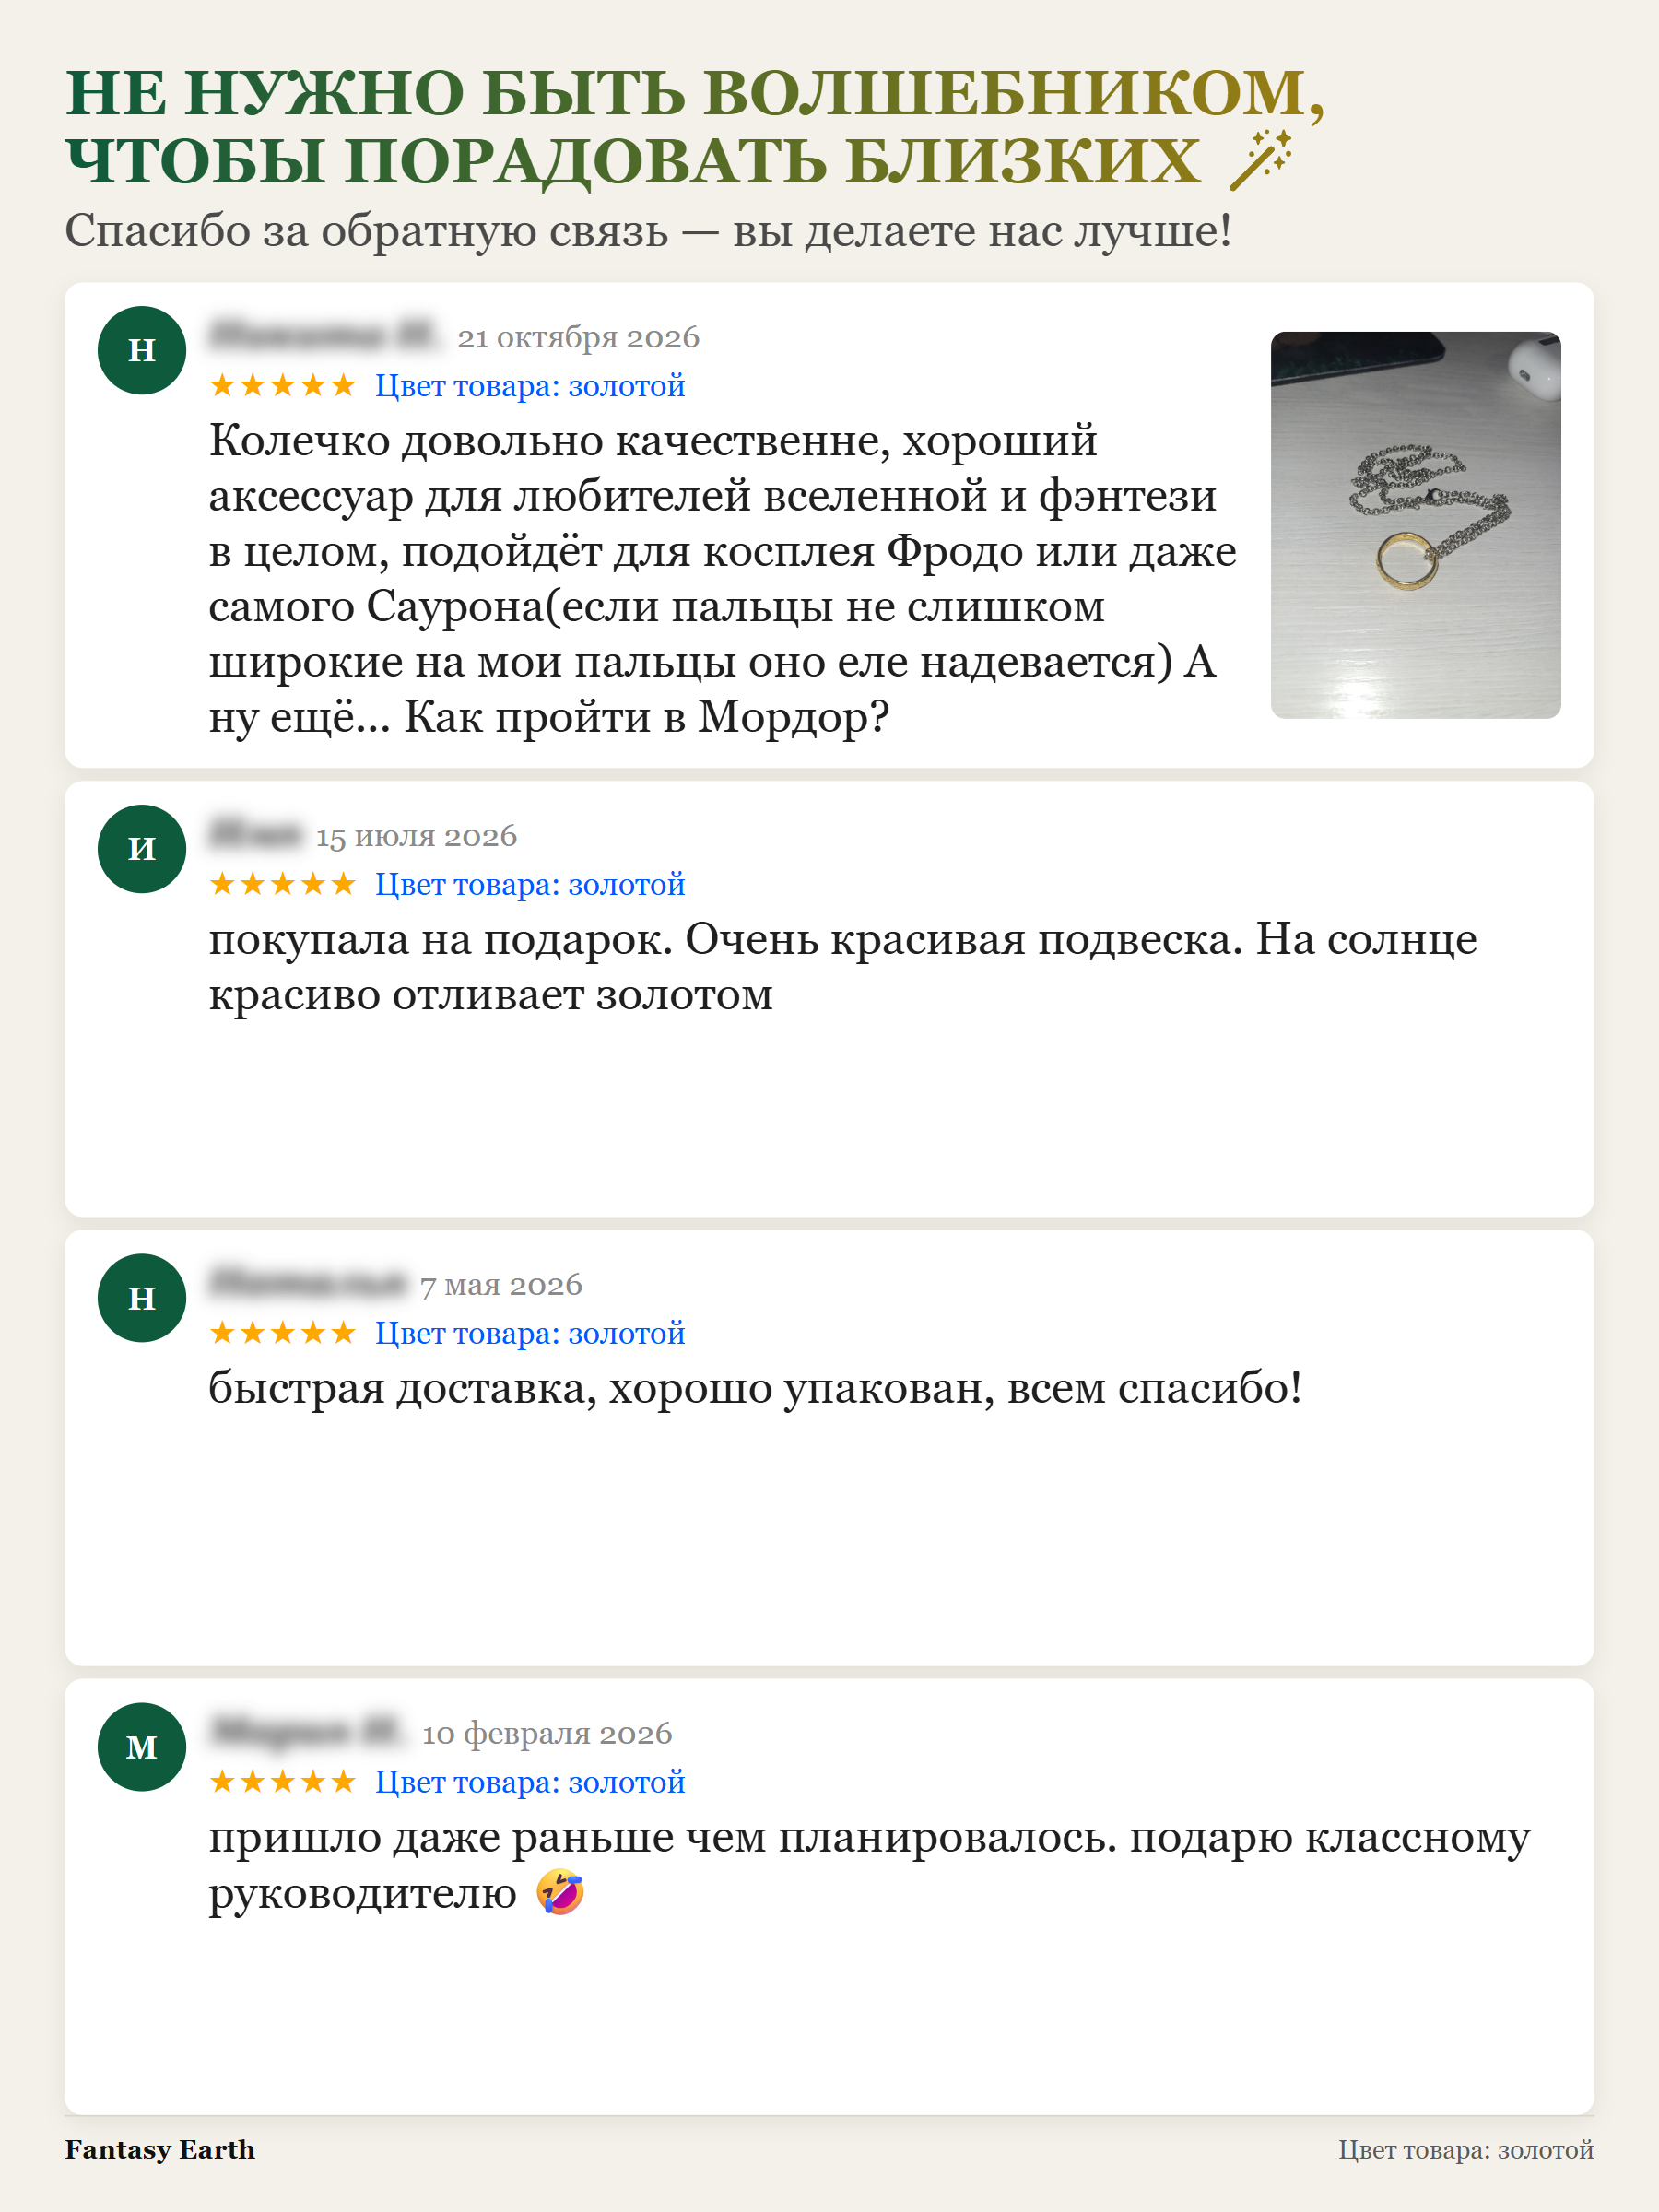 НЕ НУЖНО БЫТЬ ВОЛШЕБНИКОМ,
ЧТОБЫ ПОРАДОВАТЬ БЛИЗКИХ
Спасибо за обратную связь — вы делаете нас лучше!
Н
21 октября 2026
★★★★★ Цвет товара: золотой
Колечко довольно качественне, хороший
аксессуар для любителей вселенной и фэнтези
в целом, подойдёт для косплея Фродо или даже
самого Саурона(если пальцы не слишком
широкие на мои пальцы оно еле надевается) А
ну ещё... Как пройти в Мордор?
И
15 июля 2026
★★★★★ Цвет товара: золотой
покупала на подарок. Очень красивая подвеска. На солнце
красиво отливает золотом
Н
7 мая 2026
★★★★★ Цвет товара: золотой
быстрая доставка, хорошо упакован, всем спасибо!
М
10 февраля 2026
★★★★★ Цвет товара: золотой
пришло даже раньше чем планировалось. подарю классному
руководителю 🤣
Fantasy Earth
Цвет товара: золотой